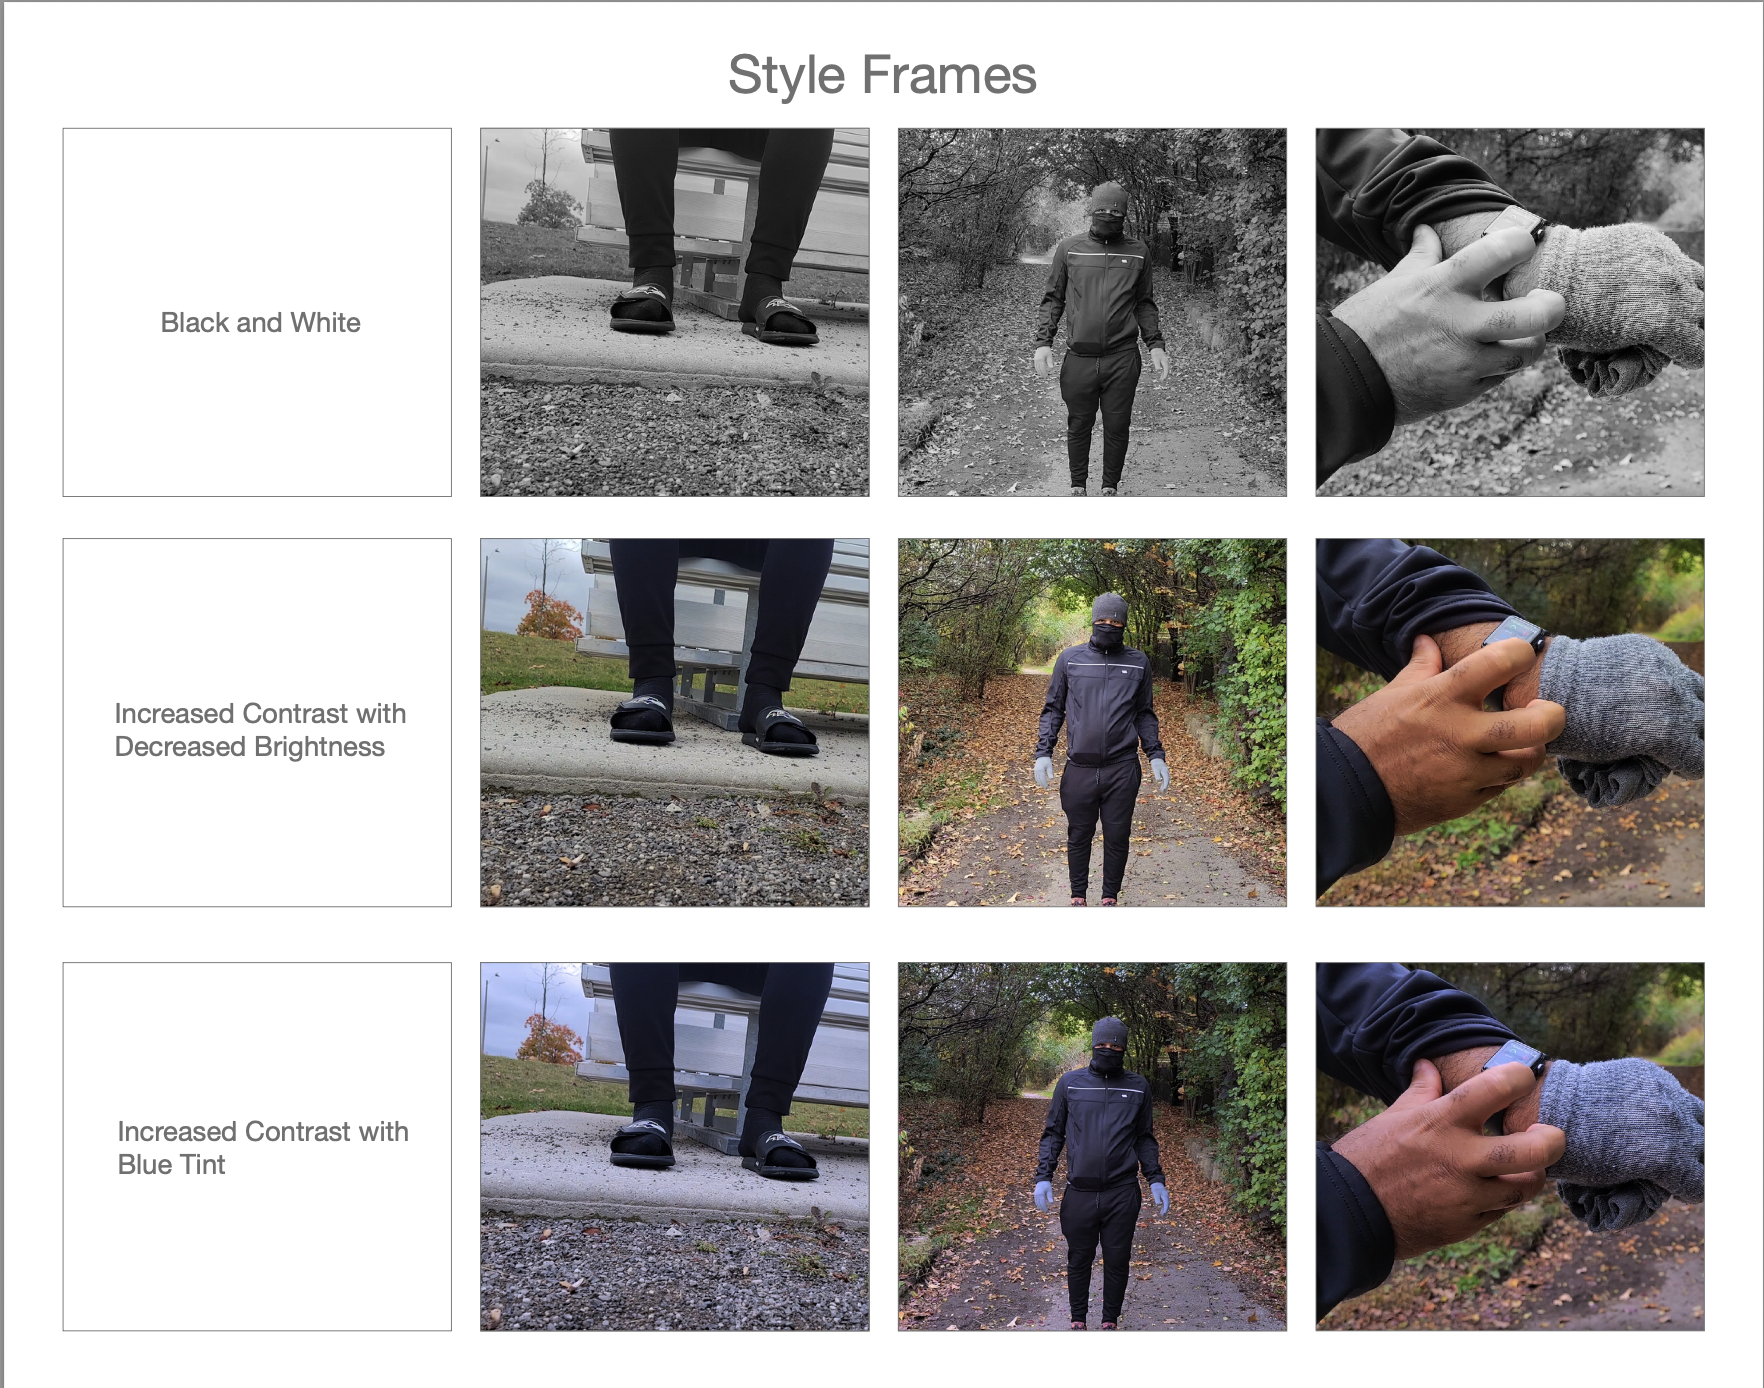 Style Frames
Black and White
Increased Contrast with
Decreased Brightness
Increased Contrast with
Blue Tint